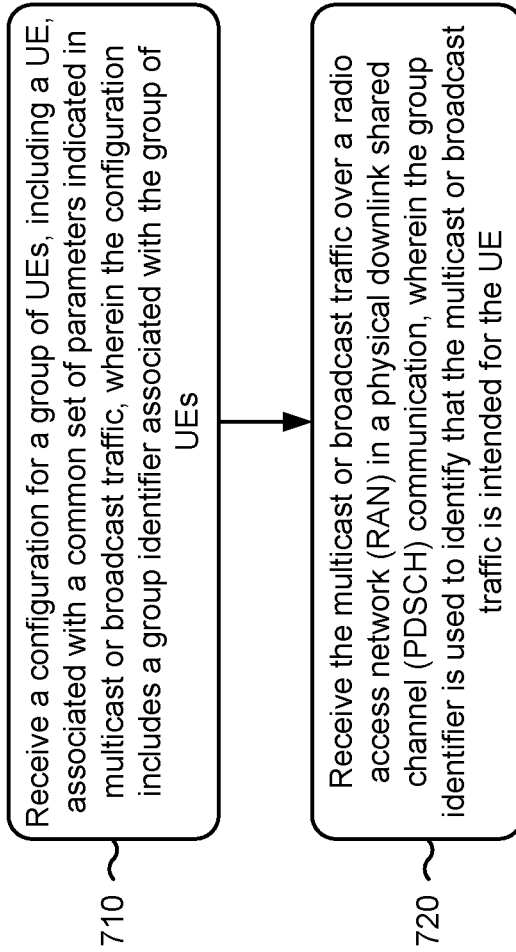 710
Receive a configuration for a group of UEs, including a UE,
associated with a common set of parameters indicated in
multicast or broadcast traffic, wherein the configuration
includes a group identifier associated with the group of
UEs
720
Receive the multicast or broadcast traffic over a radio
access network (RAN) in a physical downlink shared
channel (PDSCH) communication, wherein the group
identifier is used to identify that the multicast or broadcast
traffic is intended for the UE